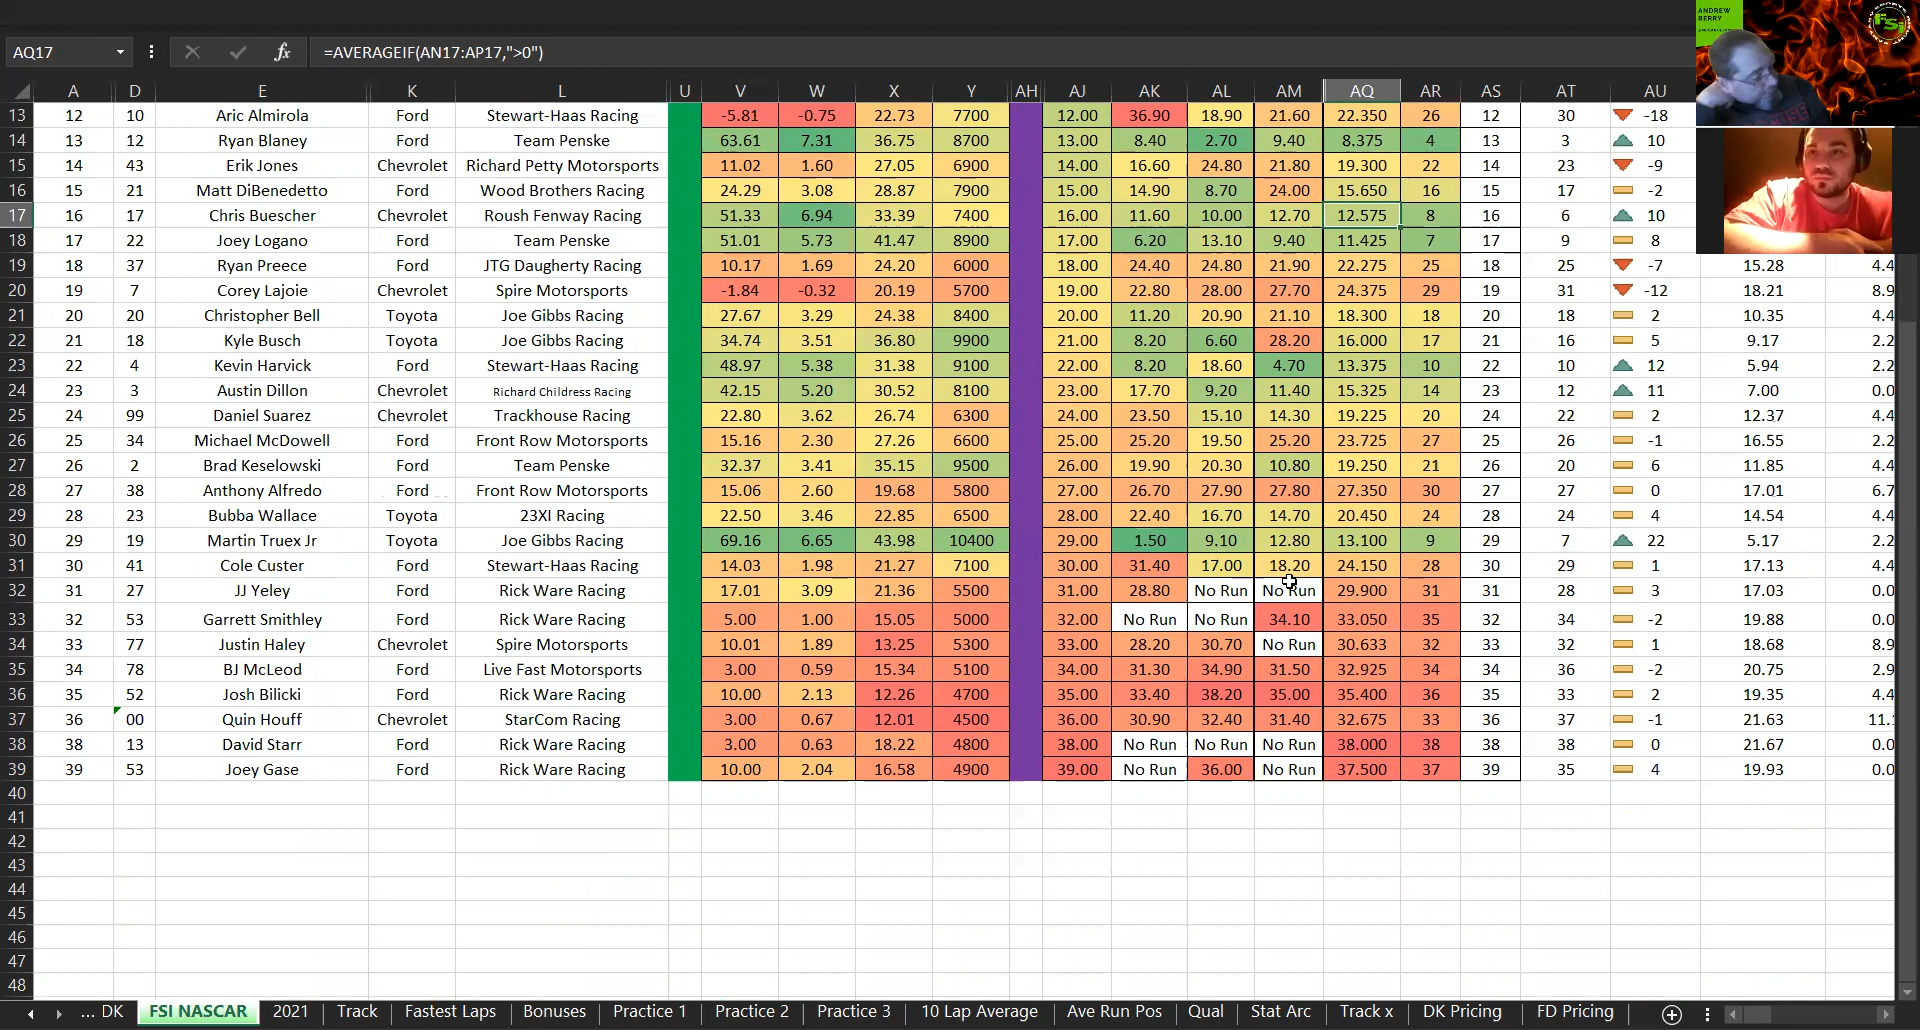 ANDREW
BERRY
FSi
AQ17 fx =AVERAGEIF(AN17:AP17,">0")
A D E K L U V W X Y AH AJ AK AL AM AQ AR AS AT AU
13 12 10 Aric Almirola Ford Stewart-Haas Racing -5.81 -0.75 22.73 7700 12.00 36.90 18.90 21.60 22.350 26 12 30 -18
14 13 12 Ryan Blaney Ford Team Penske 63.61 7.31 36.75 8700 13.00 8.40 2.70 9.40 8.375 4 13 3 10
15 14 43 Erik Jones Chevrolet Richard Petty Motorsports 11.02 1.60 27.05 6900 14.00 16.60 24.80 21.80 19.300 22 14 23 -9
16 15 21 Matt DiBenedetto Ford Wood Brothers Racing 24.29 3.08 28.87 7900 15.00 14.90 8.70 24.00 15.650 16 15 17 -2
17 16 17 Chris Buescher Chevrolet Roush Fenway Racing 51.33 6.94 33.39 7400 16.00 11.60 10.00 12.70 12.575 8 16 6 10
18 17 22 Joey Logano Ford Team Penske 51.01 5.73 41.47 8900 17.00 6.20 13.10 9.40 11.425 7 17 9 8
19 18 37 Ryan Preece Ford JTG Daugherty Racing 10.17 1.69 24.20 6000 18.00 24.40 24.80 21.90 22.275 25 18 25 -7 15.28 4.4
20 19 7 Corey Lajoie Chevrolet Spire Motorsports -1.84 -0.32 20.19 5700 19.00 22.80 28.00 27.70 24.375 29 19 31 -12 18.21 8.9
21 20 20 Christopher Bell Toyota Joe Gibbs Racing 27.67 3.29 24.38 8400 20.00 11.20 20.90 21.10 18.300 18 20 18 2 10.35 4.4
22 21 18 Kyle Busch Toyota Joe Gibbs Racing 34.74 3.51 36.80 9900 21.00 8.20 6.60 28.20 16.000 17 21 16 5 9.17 2.2
23 22 4 Kevin Harvick Ford Stewart-Haas Racing 48.97 5.38 31.38 9100 22.00 8.20 18.60 4.70 13.375 10 22 10 12 5.94 2.2
24 23 3 Austin Dillon Chevrolet Richard Childress Racing 42.15 5.20 30.52 8100 23.00 17.70 9.20 11.40 15.325 14 23 12 11 7.00 0.0
25 24 99 Daniel Suarez Chevrolet Trackhouse Racing 22.80 3.62 26.74 6300 24.00 23.50 15.10 14.30 19.225 20 24 22 2 12.37 4.4
26 25 34 Michael McDowell Ford Front Row Motorsports 15.16 2.30 27.26 6600 25.00 25.20 19.50 25.20 23.725 27 25 26 -1 16.55 2.2
27 26 2 Brad Keselowski Ford Team Penske 32.37 3.41 35.15 9500 26.00 19.90 20.30 10.80 19.250 21 26 20 6 11.85 4.4
28 27 38 Anthony Alfredo Ford Front Row Motorsports 15.06 2.60 19.68 5800 27.00 26.70 27.90 27.80 27.350 30 27 27 0 17.01 6.7
29 28 23 Bubba Wallace Toyota 23XI Racing 22.50 3.46 22.85 6500 28.00 22.40 16.70 14.70 20.450 24 28 24 4 14.54 4.4
30 29 19 Martin Truex Jr Toyota Joe Gibbs Racing 69.16 6.65 43.98 10400 29.00 1.50 9.10 12.80 13.100 9 29 7 22 5.17 2.2
31 30 41 Cole Custer Ford Stewart-Haas Racing 14.03 1.98 21.27 7100 30.00 31.40 17.00 18.20 24.150 28 30 29 1 17.13 4.4
32 31 27 JJ Yeley Ford Rick Ware Racing 17.01 3.09 21.36 5500 31.00 28.80 No Run No Run 29.900 31 31 28 3 17.03 0.0
33 32 53 Garrett Smithley Ford Rick Ware Racing 5.00 1.00 15.05 5000 32.00 No Run No Run 34.10 33.050 35 32 34 -2 19.88 0.0
34 33 77 Justin Haley Chevrolet Spire Motorsports 10.01 1.89 13.25 5300 33.00 28.20 30.70 No Run 30.633 32 33 32 1 18.68 8.9
35 34 78 BJ McLeod Ford Live Fast Motorsports 3.00 0.59 15.34 5100 34.00 31.30 34.90 31.50 32.925 34 34 36 -2 20.75 2.9
36 35 52 Josh Bilicki Ford Rick Ware Racing 10.00 2.13 12.26 4700 35.00 33.40 38.20 35.00 35.400 36 35 33 2 19.35 4.4
37 36 00 Quin Houff Chevrolet StarCom Racing 3.00 0.67 12.01 4500 36.00 30.90 32.40 31.40 32.675 33 36 37 -1 21.63 11.1
38 38 13 David Starr Ford Rick Ware Racing 3.00 0.63 18.22 4800 38.00 No Run No Run No Run 38.000 38 38 38 0 21.67 0.0
39 39 53 Joey Gase Ford Rick Ware Racing 10.00 2.04 16.58 4900 39.00 No Run 36.00 No Run 37.500 37 39 35 4 19.93 0.0
40
41
42
43
44
45
46
47
48
... DK FSI NASCAR 2021 Track Fastest Laps Bonuses Practice 1 Practice 2 Practice 3 10 Lap Average Ave Run Pos Qual Stat Arc Track x DK Pricing FD Pricing